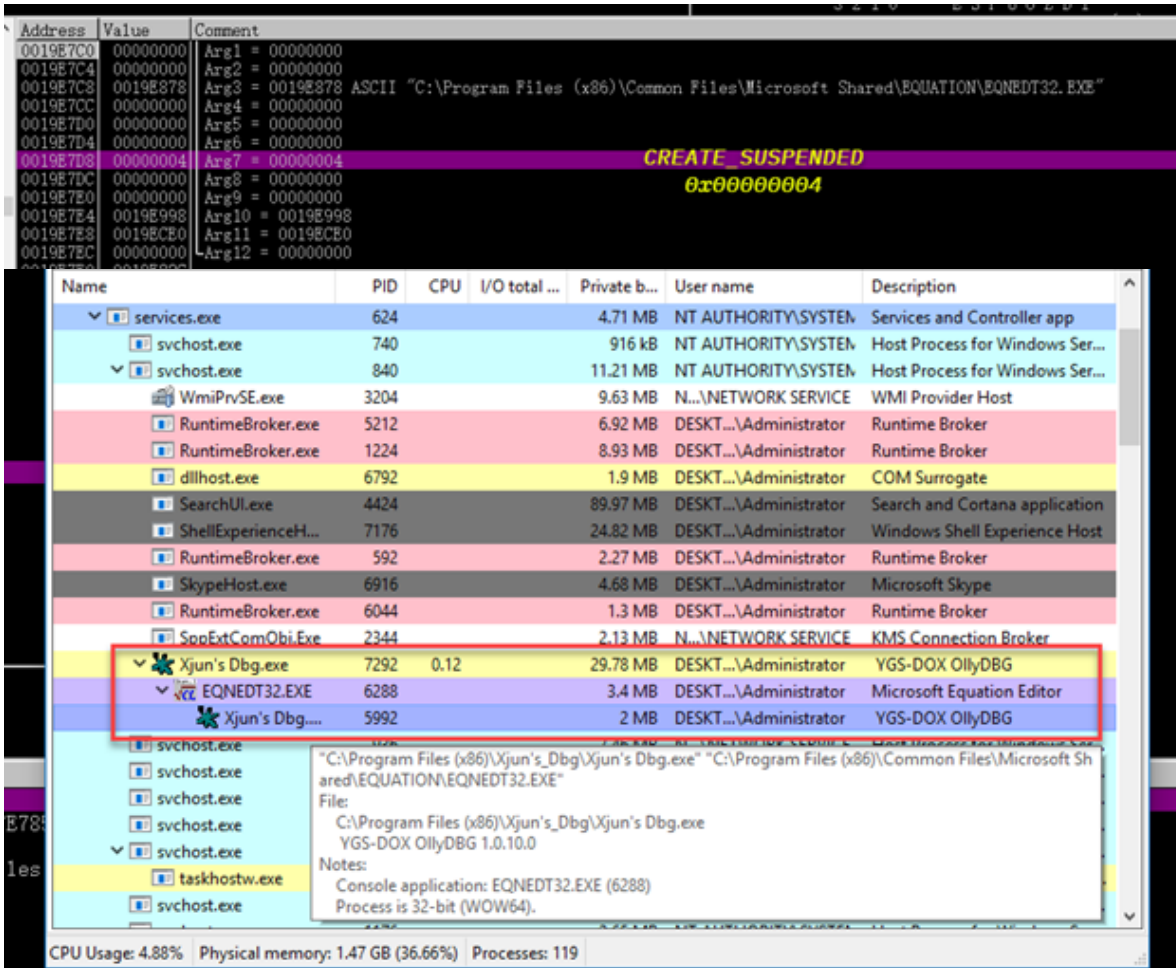 Address Value Comment
0019E7C0 00000000 Arg1 = 00000000
0019E7C4 00000000 Arg2 = 00000000
0019E7C8 0019E878 Arg3 = 0019E878 ASCII "C:\Program Files (x86)\Common Files\Microsoft Shared\EQUATION\EQNEDT32.EXE"
0019E7CC 00000000 Arg4 = 00000000
0019E7D0 00000000 Arg5 = 00000000
0019E7D4 00000000 Arg6 = 00000000
0019E7D8 00000004 Arg7 = 00000004 CREATE_SUSPENDED
0019E7DC 00000000 Arg8 = 00000000 0x00000004
0019E7E0 00000000 Arg9 = 00000000
0019E7E4 0019E998 Arg10 = 0019E998
0019E7E8 0019ECE0 Arg11 = 0019ECE0
0019E7EC 00000000 Arg12 = 00000000
Name PID CPU I/O total ... Private b... User name Description
services.exe 624 4.71 MB NT AUTHORITY\SYSTEM Services and Controller app
svchost.exe 740 916 kB NT AUTHORITY\SYSTEM Host Process for Windows Ser...
svchost.exe 840 11.21 MB NT AUTHORITY\SYSTEM Host Process for Windows Ser...
WmiPrvSE.exe 3204 9.63 MB N...\NETWORK SERVICE WMI Provider Host
RuntimeBroker.exe 5212 6.92 MB DESKT...\Administrator Runtime Broker
RuntimeBroker.exe 1224 8.93 MB DESKT...\Administrator Runtime Broker
dllhost.exe 6792 1.9 MB DESKT...\Administrator COM Surrogate
SearchUI.exe 4424 89.97 MB DESKT...\Administrator Search and Cortana application
ShellExperienceH... 7176 24.82 MB DESKT...\Administrator Windows Shell Experience Host
RuntimeBroker.exe 592 2.27 MB DESKT...\Administrator Runtime Broker
SkypeHost.exe 6916 4.68 MB DESKT...\Administrator Microsoft Skype
RuntimeBroker.exe 6044 1.3 MB DESKT...\Administrator Runtime Broker
SppExtComObj.Exe 2344 2.13 MB N...\NETWORK SERVICE KMS Connection Broker
Xjun's Dbg.exe 7292 0.12 29.78 MB DESKT...\Administrator YGS-DOX OllyDBG
EQNEDT32.EXE 6288 3.4 MB DESKT...\Administrator Microsoft Equation Editor
Xjun's Dbg.... 5992 2 MB DESKT...\Administrator YGS-DOX OllyDBG
svchost.exe
"C:\Program Files (x86)\Xjun's_Dbg\Xjun's Dbg.exe" "C:\Program Files (x86)\Common Files\Microsoft Sh
svchost.exe ared\EQUATION\EQNEDT32.EXE"
svchost.exe File:
C:\Program Files (x86)\Xjun's_Dbg\Xjun's Dbg.exe
E785 svchost.exe YGS-DOX OllyDBG 1.0.10.0
svchost.exe Notes:
les taskhostw.exe Console application: EQNEDT32.EXE (6288)
svchost.exe Process is 32-bit (WOW64).
CPU Usage: 4.88% Physical memory: 1.47 GB (36.66%) Processes: 119